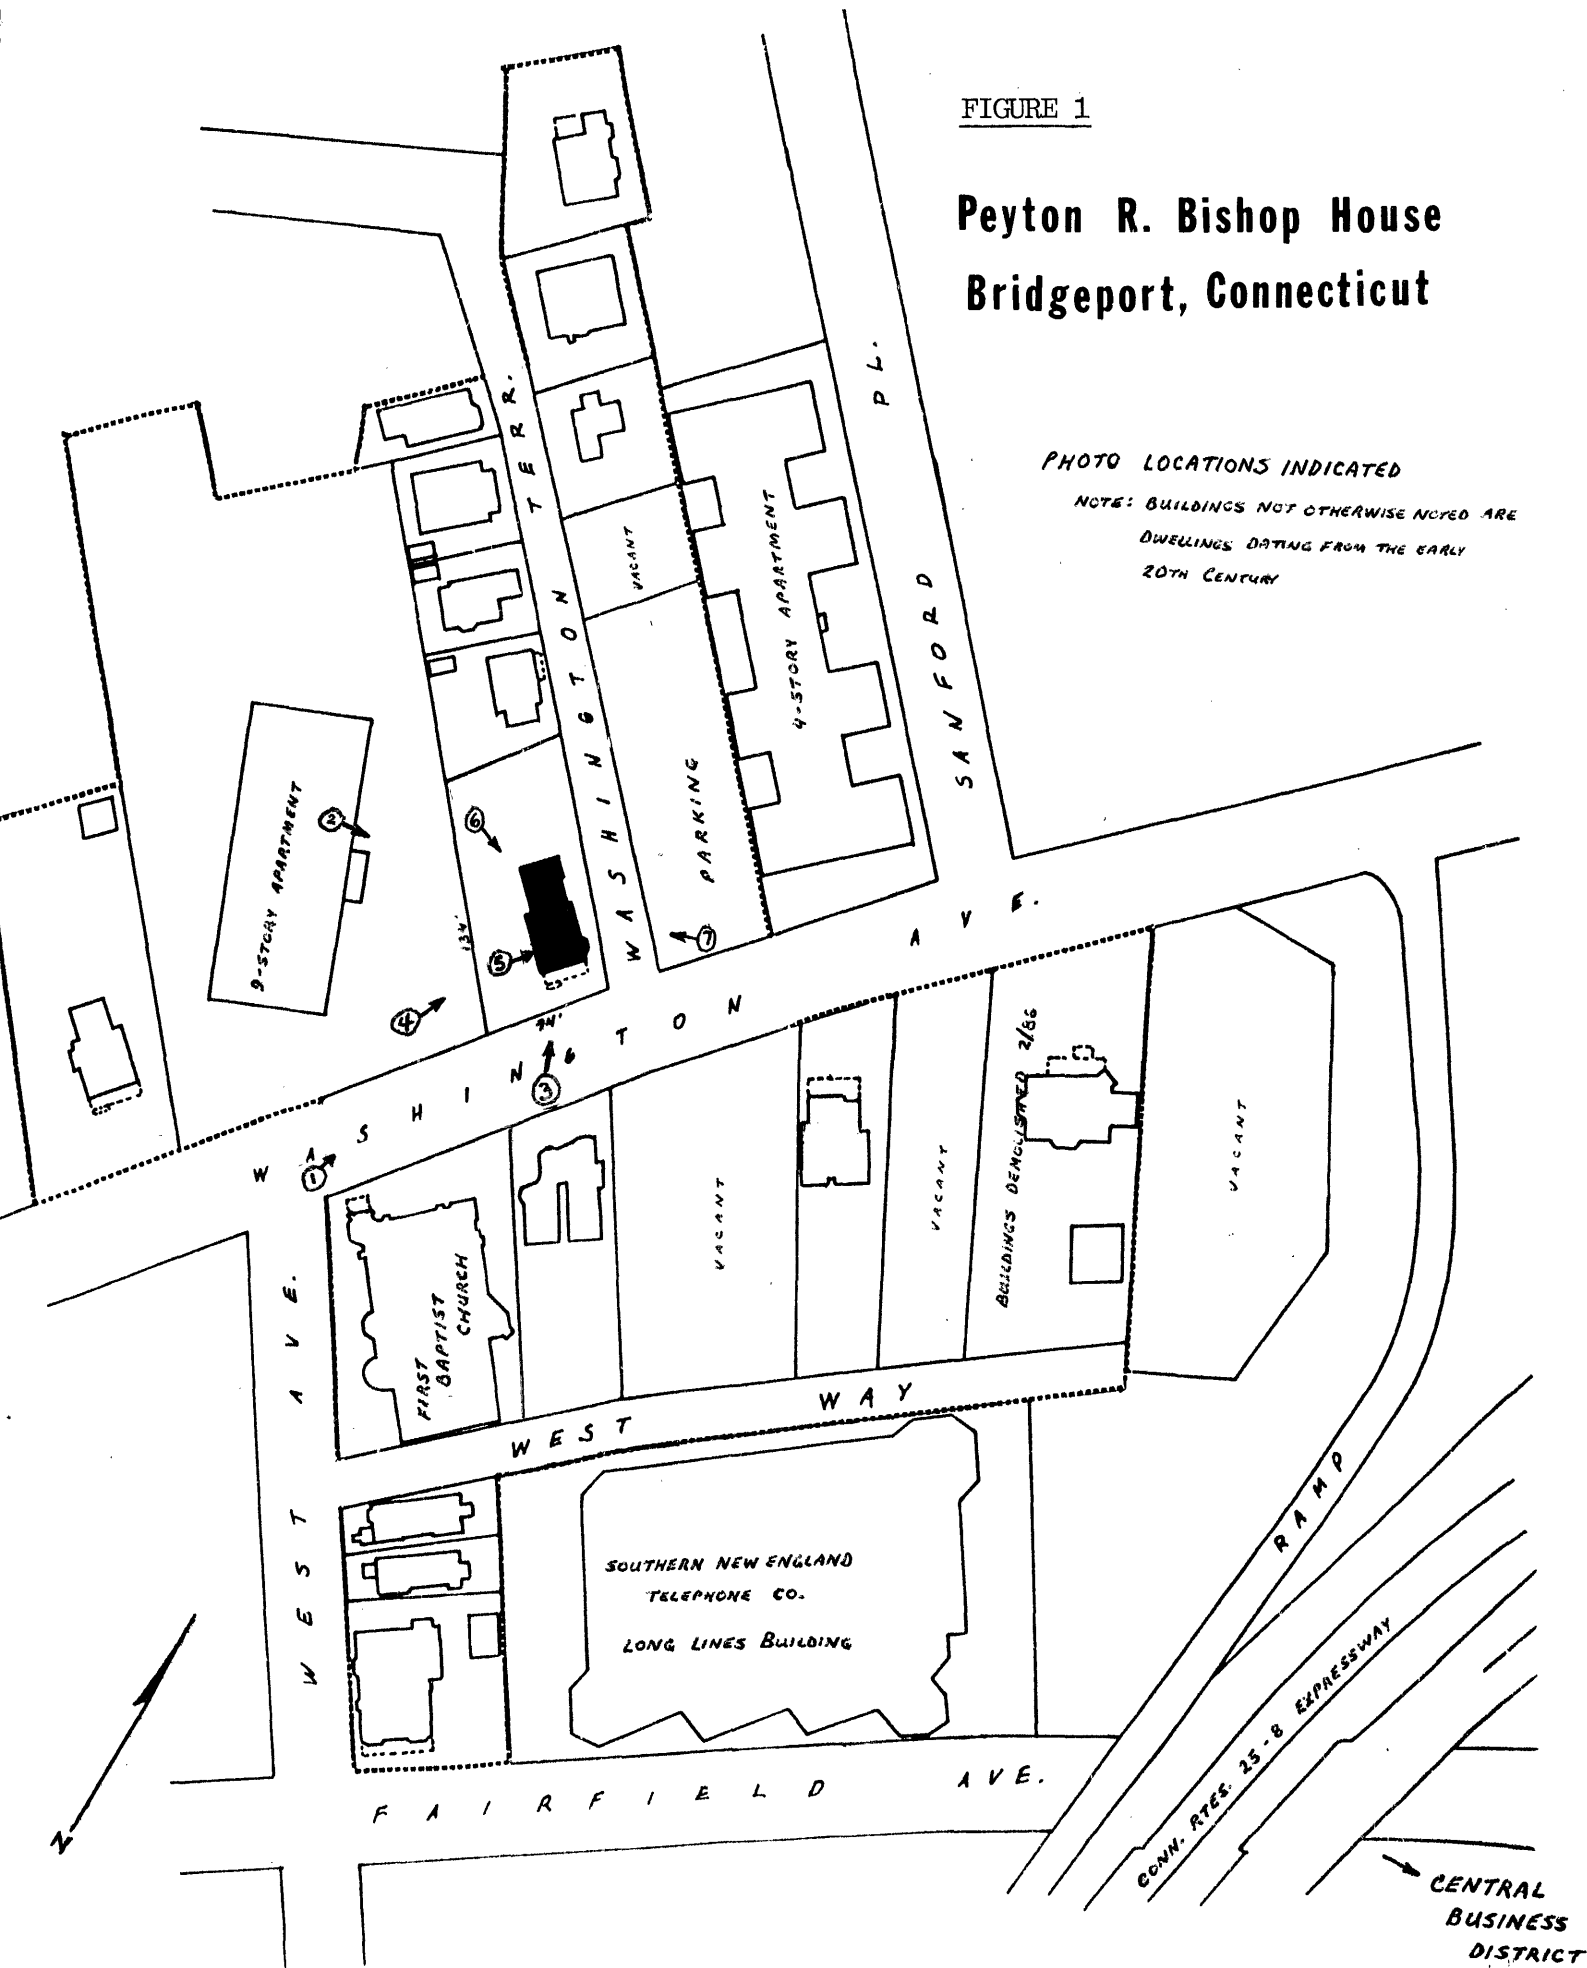 FIGURE 1
Peyton R. Bishop House
Bridgeport, Connecticut
PHOTO LOCATIONS INDICATED
NOTE: BUILDINGS NOT OTHERWISE NOTED ARE
DWELLINGS DATING FROM THE EARLY
20TH CENTURY
SANFORD PL.
WASHINGTON TERR.
VACANT
4-STORY APARTMENT
PARKING
9-STORY APARTMENT
2
6
5
7
4
3
1
A
134'
94'
WASHINGTON AVE.
VACANT
VACANT
BUILDINGS DEMOLISHED 2/86
VACANT
FIRST
BAPTIST
CHURCH
WEST WAY
WEST AVE.
SOUTHERN NEW ENGLAND
TELEPHONE CO.
LONG LINES BUILDING
RAMP
CONN. RTES. 25-8 EXPRESSWAY
FAIRFIELD AVE.
N
CENTRAL
BUSINESS
DISTRICT